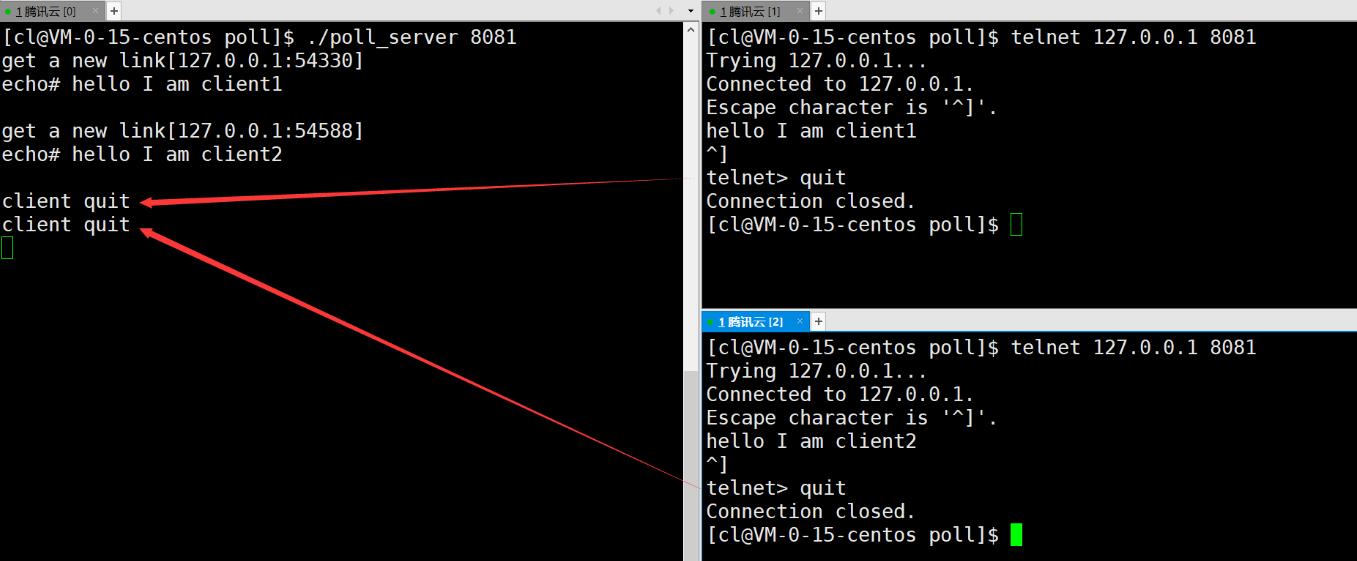 1 腾讯云 [0] × +
[cl@VM-0-15-centos poll]$ ./poll_server 8081
get a new link[127.0.0.1:54330]
echo# hello I am client1
get a new link[127.0.0.1:54588]
echo# hello I am client2
client quit
client quit
1 腾讯云 [1] × +
[cl@VM-0-15-centos poll]$ telnet 127.0.0.1 8081
Trying 127.0.0.1...
Connected to 127.0.0.1.
Escape character is '^]'.
hello I am client1
^]
telnet> quit
Connection closed.
[cl@VM-0-15-centos poll]$
1 腾讯云 [2] × +
[cl@VM-0-15-centos poll]$ telnet 127.0.0.1 8081
Trying 127.0.0.1...
Connected to 127.0.0.1.
Escape character is '^]'.
hello I am client2
^]
telnet> quit
Connection closed.
[cl@VM-0-15-centos poll]$